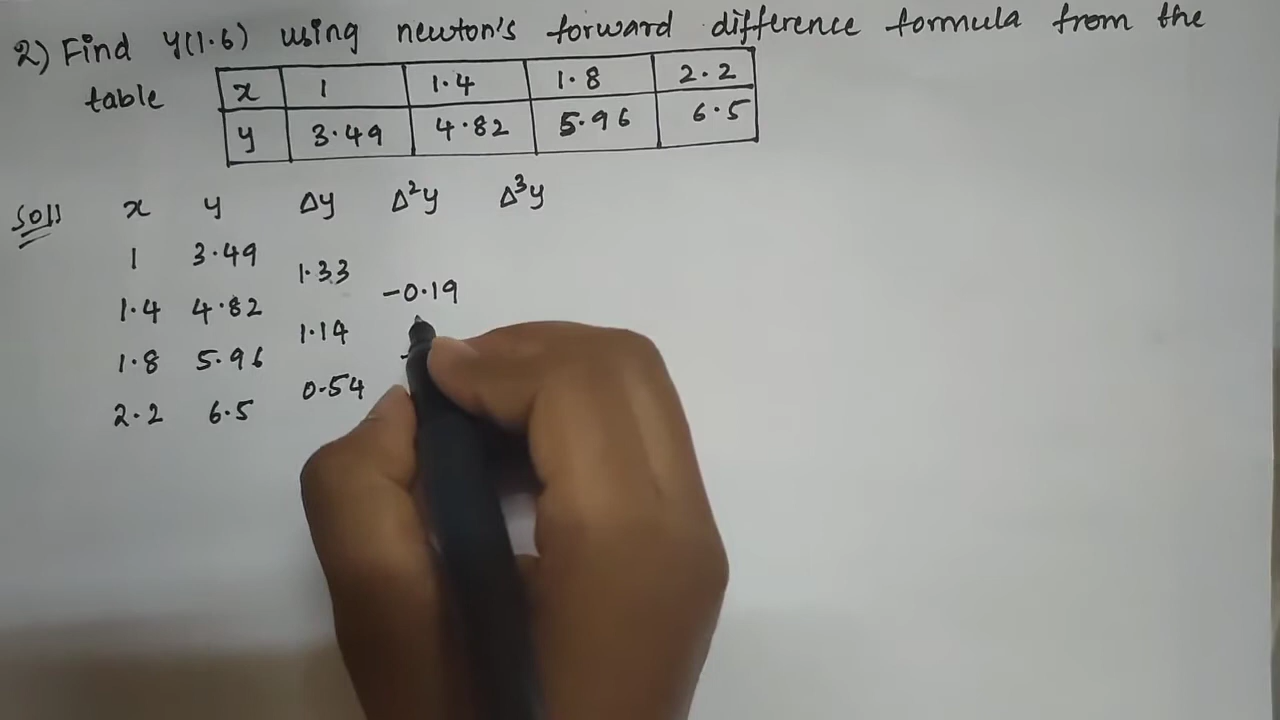 2) Find y(1.6) using newton's forward difference formula from the
table
x 1 1.4 1.8 2.2
y 3.49 4.82 5.96 6.5
Soll x y Δy Δ²y Δ³y
1 3.49
1.33
1.4 4.82 -0.19
1.14
1.8 5.96
0.54
2.2 6.5